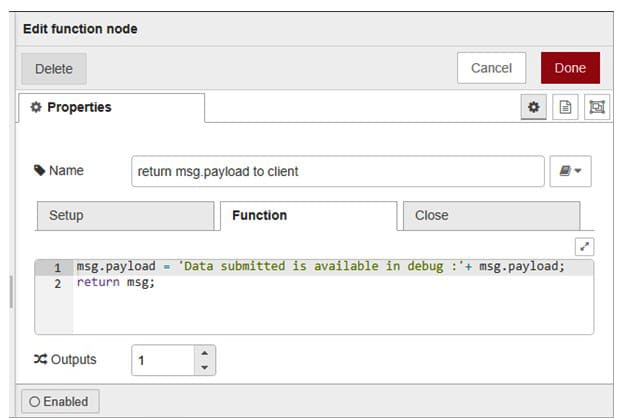 Edit function node
Delete
Cancel
Done
Properties
Name
return msg.payload to client
Setup
Function
Close
1 msg.payload = 'Data submitted is available in debug :'+ msg.payload;
2 return msg;
Outputs
1
Enabled